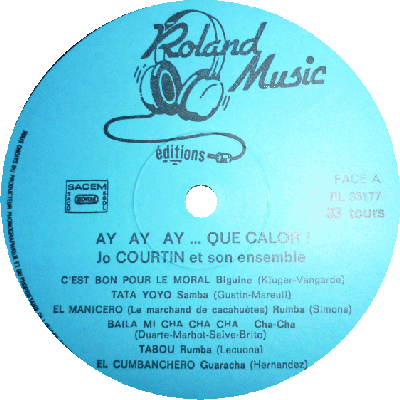 Roland
Music
éditions
SACEM
FACE A
RL 33177
33 tours
AY AY AY ... QUE CALOR !
Jo COURTIN et son ensemble
C'EST BON POUR LE MORAL Biguine (Kluger-Vangarde)
TATA YOYO Samba (Gustin-Mareuil)
EL MANICERO (Le marchand de cacahuètes) Rumba (Simons)
BAILA MI CHA CHA CHA Cha-Cha
(Duarte-Marbot-Seive-Brito)
TABOU Rumba (Lecuona)
EL CUMBANCHERO Guaracha (Hernandez)